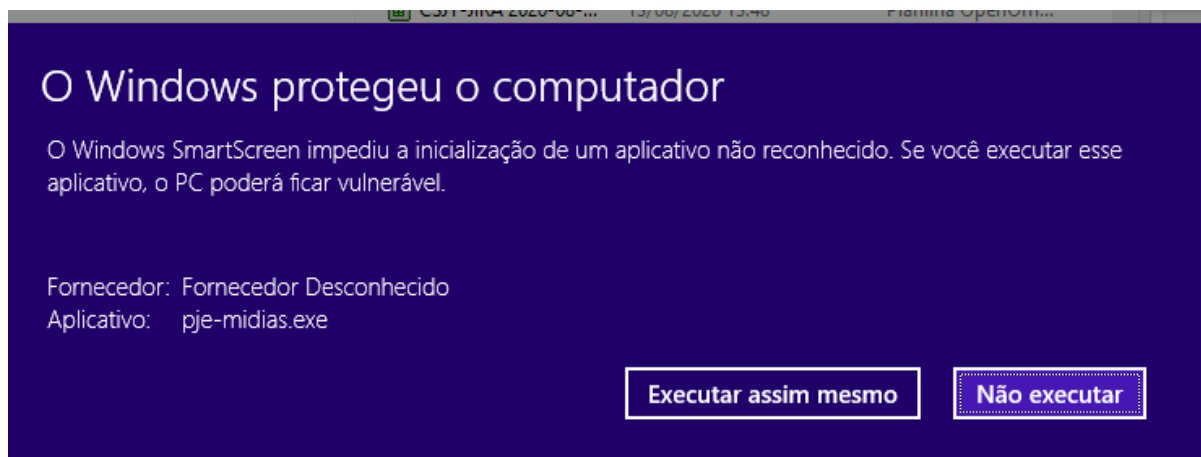 O Windows protegeu o computador
O Windows SmartScreen impediu a inicialização de um aplicativo não reconhecido. Se você executar esse
aplicativo, o PC poderá ficar vulnerável.
Fornecedor: Fornecedor Desconhecido
Aplicativo: pje-midias.exe
Executar assim mesmo Não executar